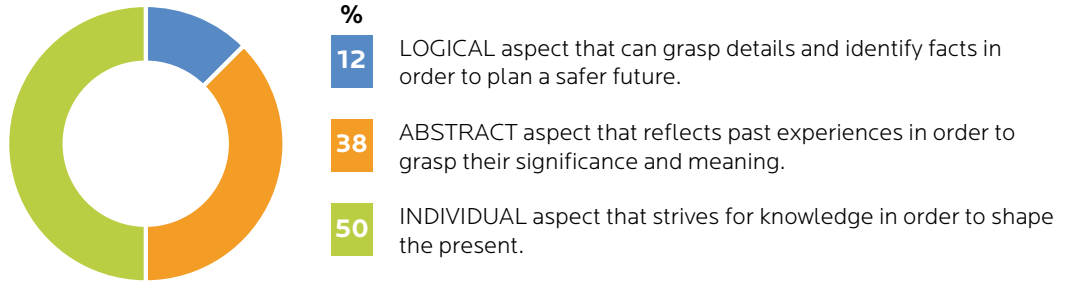 %
12
LOGICAL aspect that can grasp details and identify facts in
order to plan a safer future.
38
ABSTRACT aspect that reflects past experiences in order to
grasp their significance and meaning.
50
INDIVIDUAL aspect that strives for knowledge in order to shape
the present.